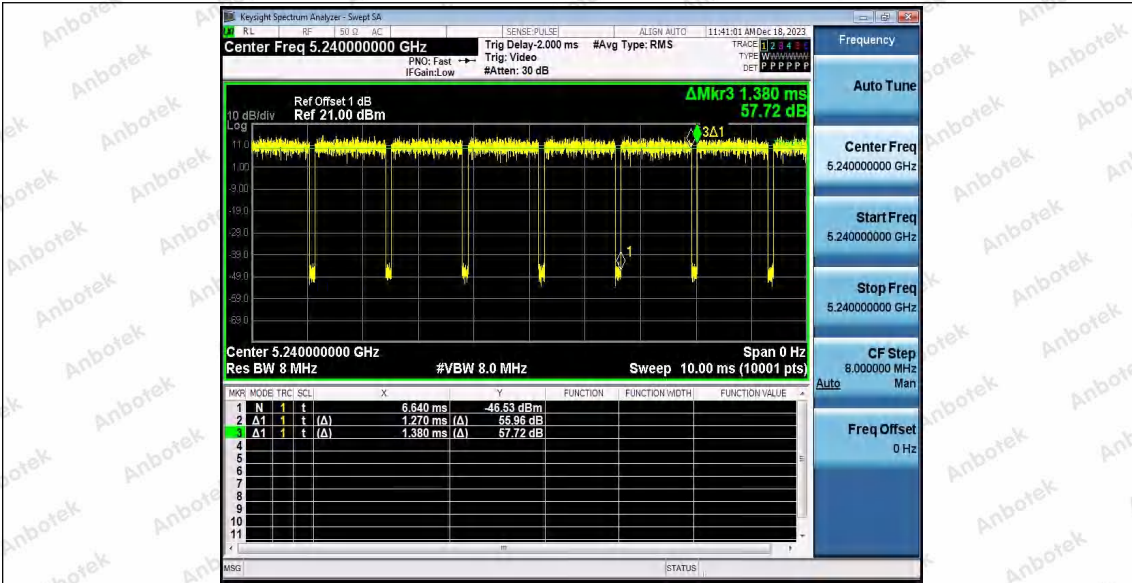 Keysight Spectrum Analyzer - Swept SA
RL RF 50 Ω AC SENSE:PULSE ALIGN AUTO 11:41:01 AM Dec 18, 2023
Center Freq 5.240000000 GHz
PNO: Fast
IFGain:Low
Trig Delay-2.000 ms
Trig: Video
#Atten: 30 dB
#Avg Type: RMS
TRACE 1 2 3 4 5 6
TYPE WWWWWW
DET P P P P P P
ΔMkr3 1.380 ms
57.72 dB
Ref Offset 1 dB
10 dB/div Ref 21.00 dBm
Log
3Δ1
11.0
1.00
-9.00
-19.0
-29.0
-39.0
1
-49.0
-59.0
-69.0
Center 5.240000000 GHz Span 0 Hz
Res BW 8 MHz #VBW 8.0 MHz Sweep 10.00 ms (10001 pts)
MKR MODE TRC SCL X Y FUNCTION FUNCTION WIDTH FUNCTION VALUE
1 N 1 t 6.640 ms -46.53 dBm
2 Δ1 1 t (Δ) 1.270 ms (Δ) 55.96 dB
3 Δ1 1 t (Δ) 1.380 ms (Δ) 57.72 dB
4
5
6
7
8
9
10
11
MSG STATUS
Frequency
Auto Tune
Center Freq
5.240000000 GHz
Start Freq
5.240000000 GHz
Stop Freq
5.240000000 GHz
CF Step
8.000000 MHz
Auto Man
Freq Offset
0 Hz
Anbotek